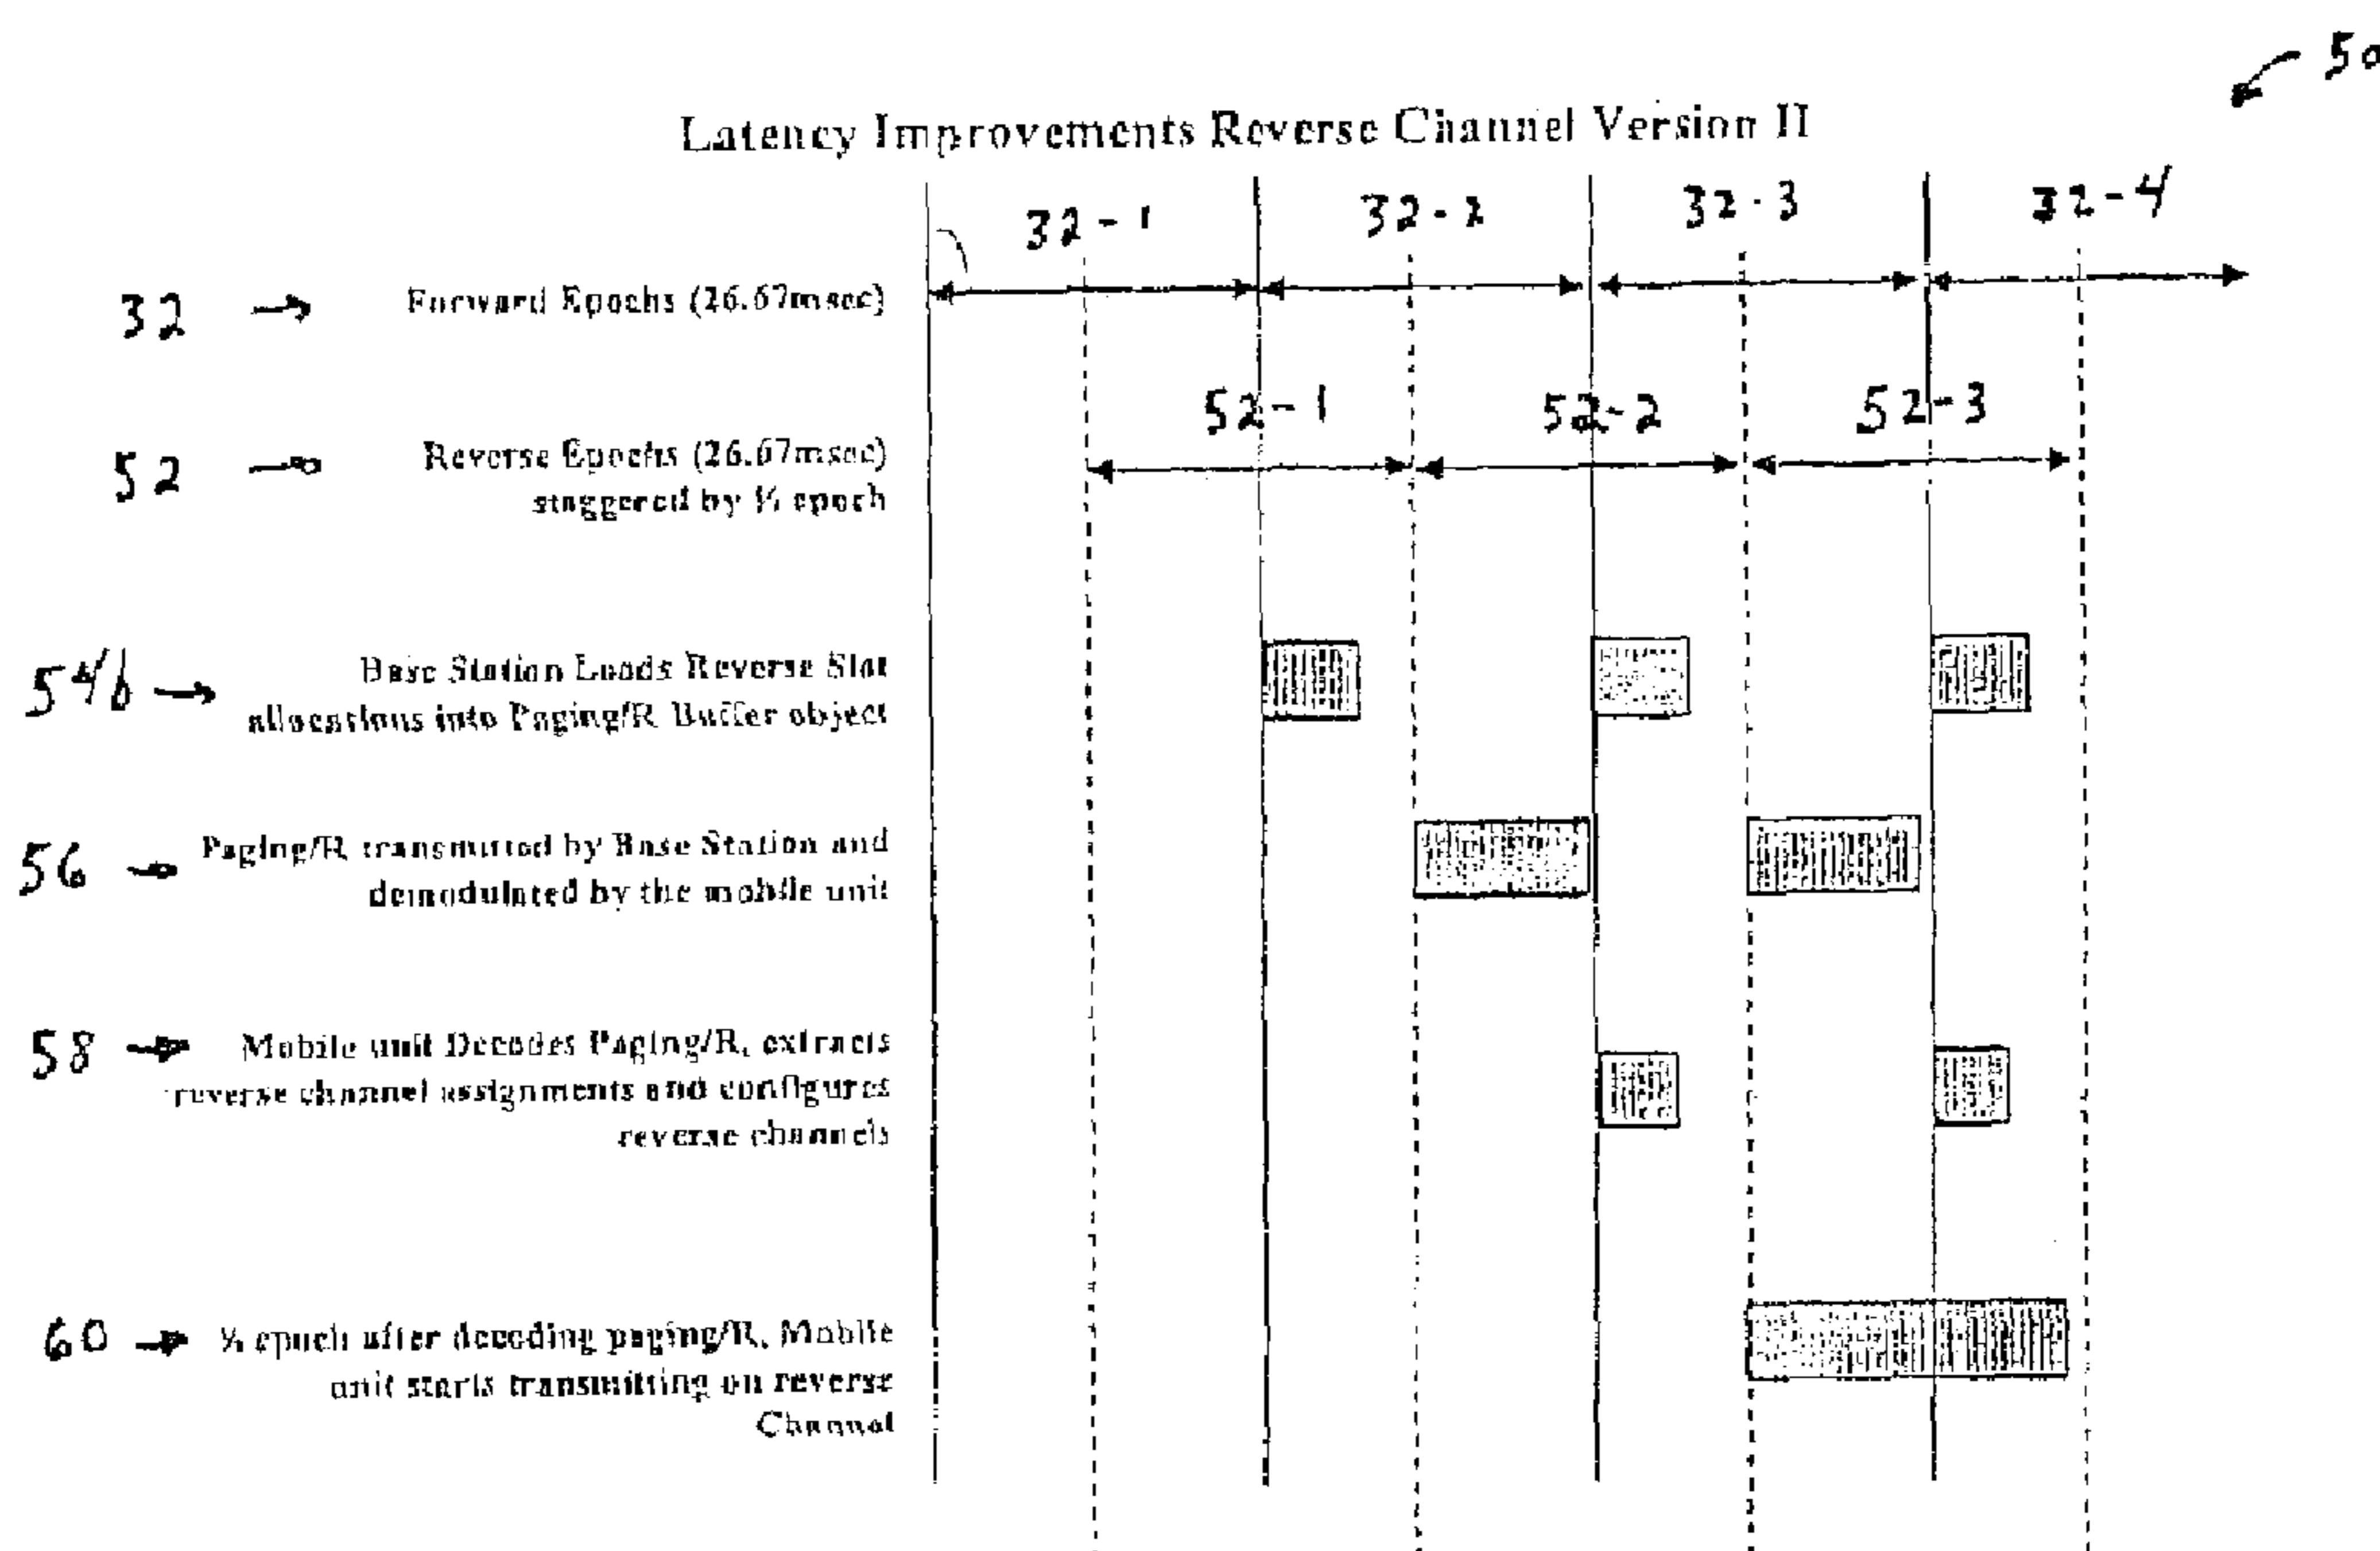 50
Latency Improvements Reverse Channel Version II
32-1 32-2 32-3 32-4
32 Forward Epochs (26.67msec)
52-1 52-2 52-3
52 Reverse Epochs (26.67msec)
staggered by ½ epoch
54b Base Station Loads Reverse Slot
allocations into Paging/R Buffer object
56 Paging/R transmitted by Base Station and
demodulated by the mobile unit
58 Mobile unit Decodes Paging/R, extracts
reverse channel assignments and configures
reverse channels
60 ½ epoch after decoding paging/R, Mobile
unit starts transmitting on reverse
Channel